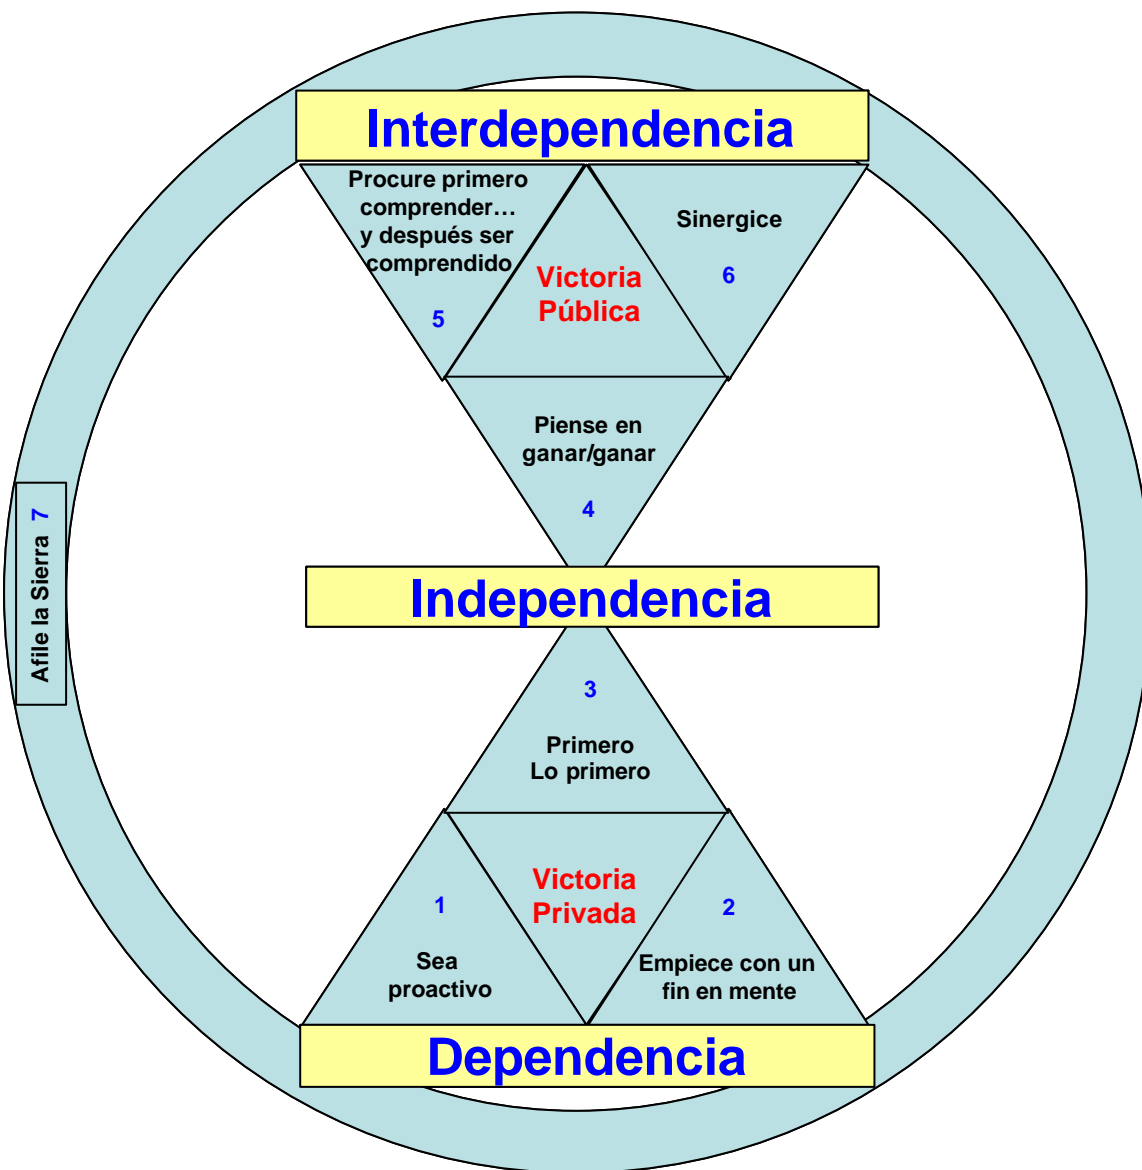 Interdependencia
Procure primero
comprender…
y después ser
comprendido
5
Victoria
Pública
Sinergice
6
Piense en
ganar/ganar
4
Independencia
Afile la Sierra 7
3
Primero
Lo primero
1
Sea
proactivo
Victoria
Privada
2
Empiece con un
fin en mente
Dependencia